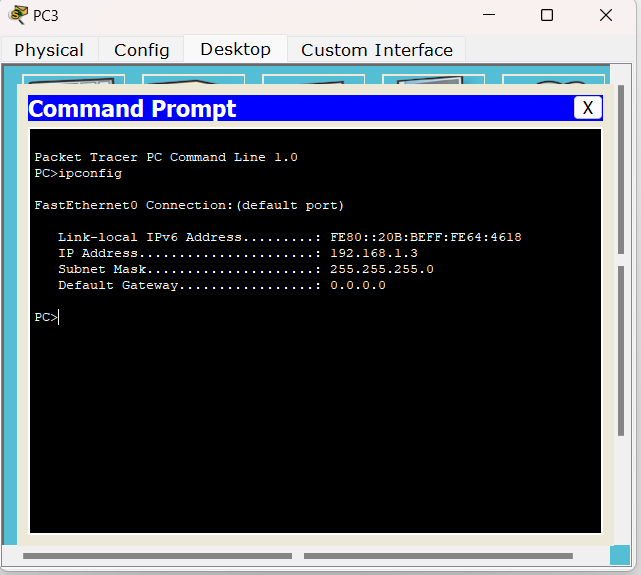 PC3
Physical Config Desktop Custom Interface
Command Prompt X
Packet Tracer PC Command Line 1.0
PC>ipconfig
FastEthernet0 Connection:(default port)
Link-local IPv6 Address.........: FE80::20B:BEFF:FE64:4618
IP Address......................: 192.168.1.3
Subnet Mask.....................: 255.255.255.0
Default Gateway.................: 0.0.0.0
PC>